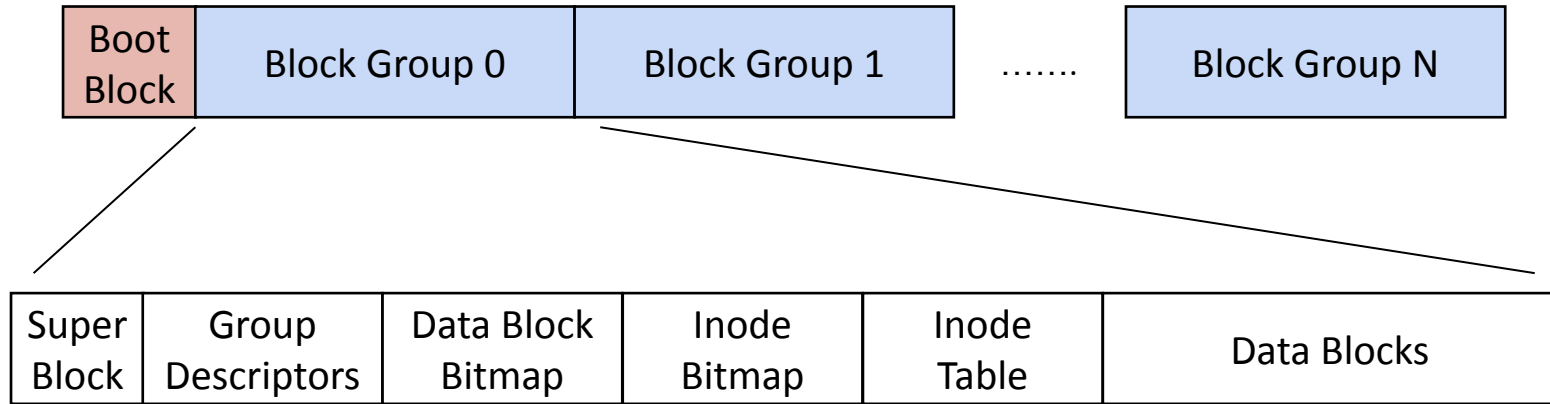 Boot
Block
Block Group 0
Block Group 1
.......
Block Group N
Super
Block
Group
Descriptors
Data Block
Bitmap
Inode
Bitmap
Inode
Table
Data Blocks